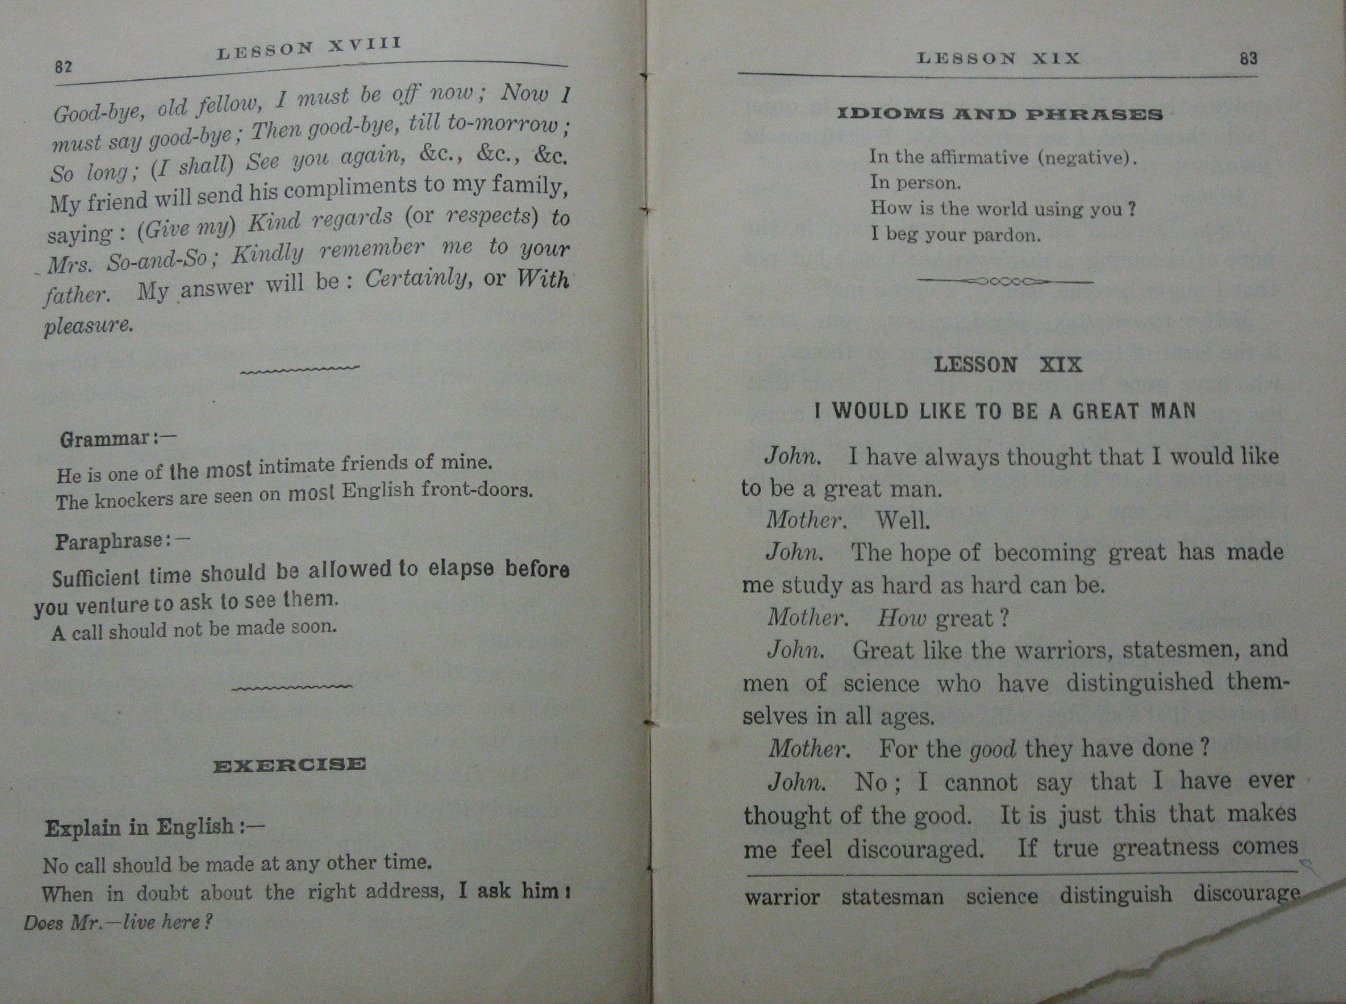 82 LESSON XVIII
Good-bye, old fellow, I must be off now; Now I
must say good-bye; Then good-bye, till to-morrow;
So long; (I shall) See you again, &c., &c., &c.
My friend will send his compliments to my family,
saying: (Give my) Kind regards (or respects) to
Mrs. So-and-So; Kindly remember me to your
father. My answer will be: Certainly, or With
pleasure.
Grammar:—
He is one of the most intimate friends of mine.
The knockers are seen on most English front-doors.
Paraphrase:—
Sufficient time should be allowed to elapse before
you venture to ask to see them.
A call should not be made soon.
EXERCISE
Explain in English:—
No call should be made at any other time.
When in doubt about the right address, I ask him:
Does Mr.—live here?
LESSON XIX 83
IDIOMS AND PHRASES
In the affirmative (negative).
In person.
How is the world using you?
I beg your pardon.
LESSON XIX
I WOULD LIKE TO BE A GREAT MAN
John. I have always thought that I would like
to be a great man.
Mother. Well.
John. The hope of becoming great has made
me study as hard as hard can be.
Mother. How great?
John. Great like the warriors, statesmen, and
men of science who have distinguished them-
selves in all ages.
Mother. For the good they have done?
John. No; I cannot say that I have ever
thought of the good. It is just this that makes
me feel discouraged. If true greatness comes
warrior statesman science distinguish discourage